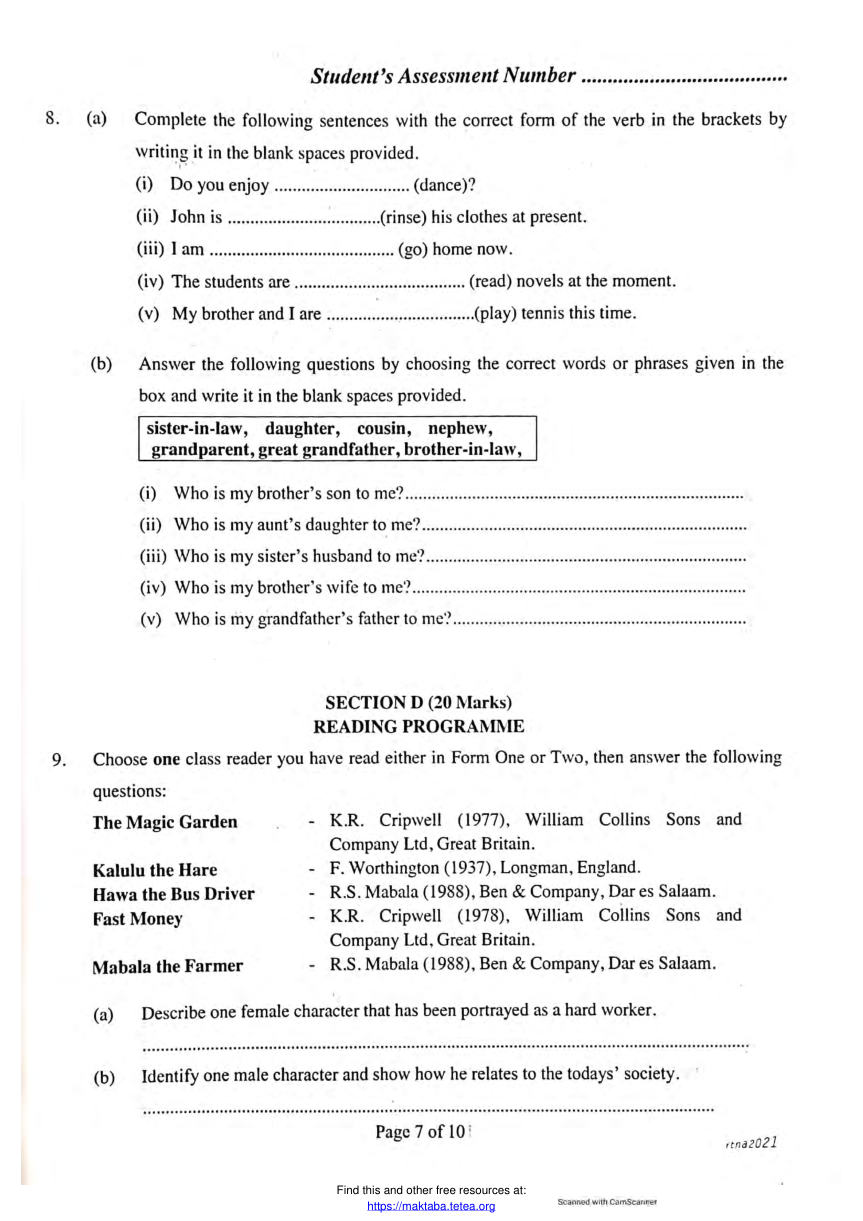 Student's Assessment Number ........................................
8. (a) Complete the following sentences with the correct form of the verb in the brackets by
writing it in the blank spaces provided.
(i) Do you enjoy .............................. (dance)?
(ii) John is ..................................(rinse) his clothes at present.
(iii) I am ......................................... (go) home now.
(iv) The students are ...................................... (read) novels at the moment.
(v) My brother and I are .................................(play) tennis this time.
(b) Answer the following questions by choosing the correct words or phrases given in the
box and write it in the blank spaces provided.
sister-in-law, daughter, cousin, nephew,
grandparent, great grandfather, brother-in-law,
(i) Who is my brother's son to me?............................................................................
(ii) Who is my aunt's daughter to me?.........................................................................
(iii) Who is my sister's husband to me?........................................................................
(iv) Who is my brother's wife to me?...........................................................................
(v) Who is my grandfather's father to me?..................................................................
SECTION D (20 Marks)
READING PROGRAMME
9. Choose one class reader you have read either in Form One or Two, then answer the following
questions:
The Magic Garden - K.R. Cripwell (1977), William Collins Sons and
Company Ltd, Great Britain.
Kalulu the Hare - F. Worthington (1937), Longman, England.
Hawa the Bus Driver - R.S. Mabala (1988), Ben & Company, Dar es Salaam.
Fast Money - K.R. Cripwell (1978), William Collins Sons and
Company Ltd, Great Britain.
Mabala the Farmer - R.S. Mabala (1988), Ben & Company, Dar es Salaam.
(a) Describe one female character that has been portrayed as a hard worker.
..........................................................................................................................
(b) Identify one male character and show how he relates to the todays' society.
...................................................................................................................
Page 7 of 10
rtna2021
Find this and other free resources at:
https://maktaba.tetea.org
Scanned with CamScanner